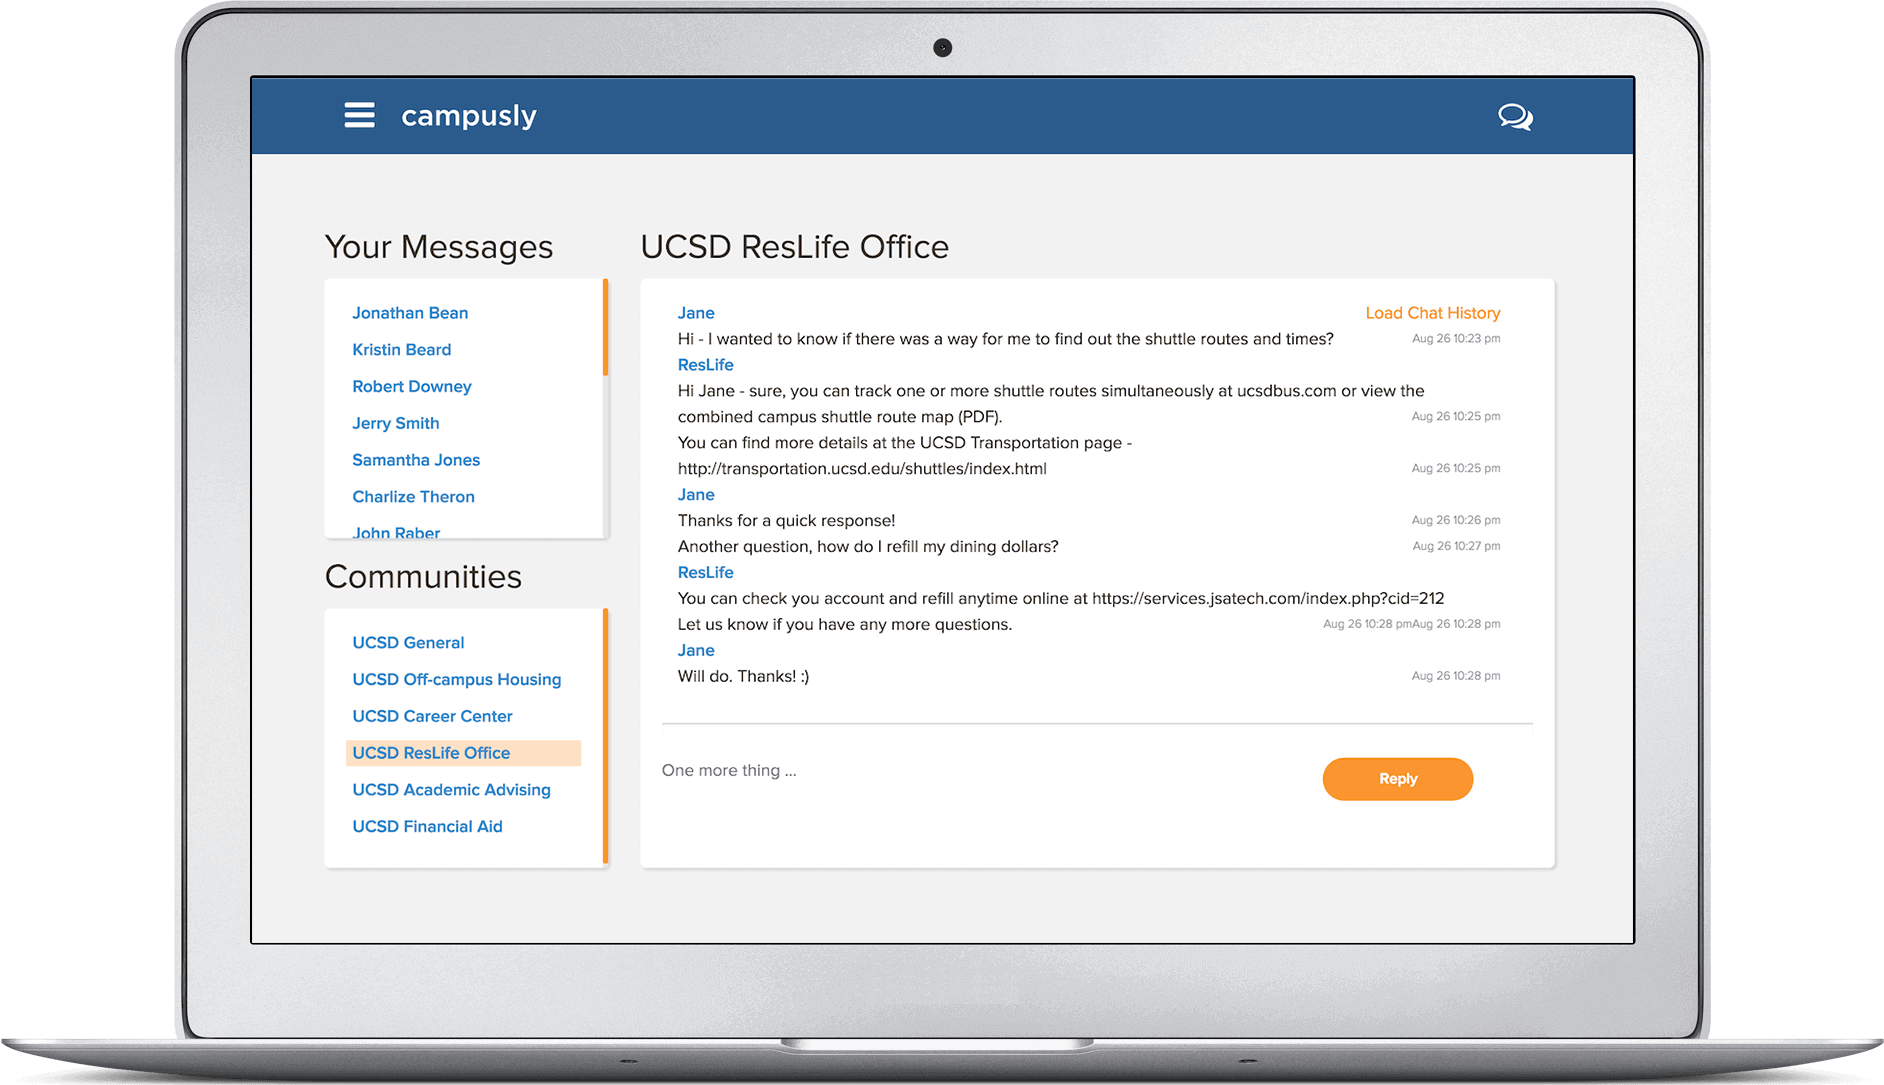 campusly
Your Messages
Jonathan Bean
Kristin Beard
Robert Downey
Jerry Smith
Samantha Jones
Charlize Theron
John Raber
Communities
UCSD General
UCSD Off-campus Housing
UCSD Career Center
UCSD ResLife Office
UCSD Academic Advising
UCSD Financial Aid
UCSD ResLife Office
Jane Load Chat History
Hi - I wanted to know if there was a way for me to find out the shuttle routes and times? Aug 26 10:23 pm
ResLife
Hi Jane - sure, you can track one or more shuttle routes simultaneously at ucsdbus.com or view the
combined campus shuttle route map (PDF). Aug 26 10:25 pm
You can find more details at the UCSD Transportation page -
http://transportation.ucsd.edu/shuttles/index.html Aug 26 10:25 pm
Jane
Thanks for a quick response! Aug 26 10:26 pm
Another question, how do I refill my dining dollars? Aug 26 10:27 pm
ResLife
You can check you account and refill anytime online at https://services.jsatech.com/index.php?cid=212
Let us know if you have any more questions. Aug 26 10:28 pmAug 26 10:28 pm
Jane
Will do. Thanks! :) Aug 26 10:28 pm
One more thing ... Reply